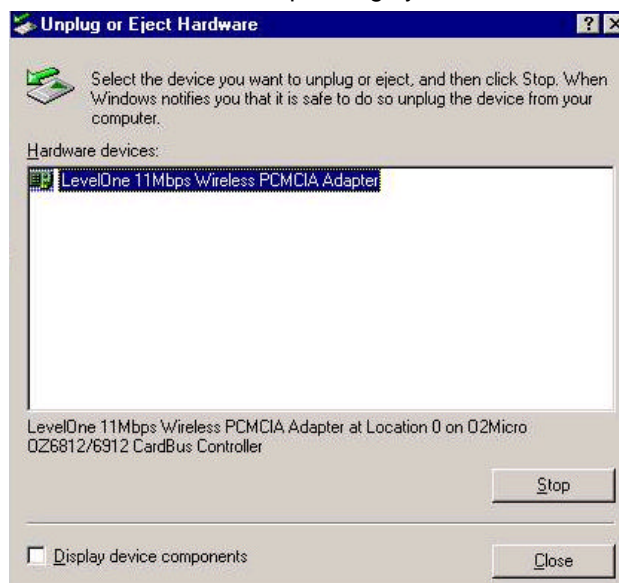 Unplug or Eject Hardware
Select the device you want to unplug or eject, and then click Stop. When
Windows notifies you that it is safe to do so unplug the device from your
computer.
Hardware devices:
LevelOne 11Mbps Wireless PCMCIA Adapter
LevelOne 11Mbps Wireless PCMCIA Adapter at Location 0 on O2Micro
OZ6812/6912 CardBus Controller
Stop
Display device components
Close